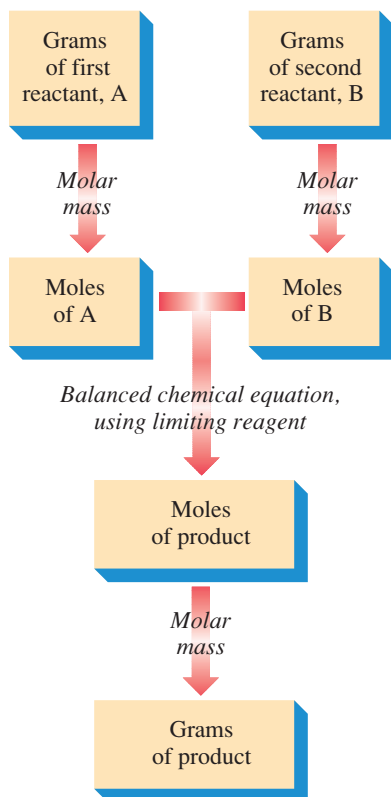 Grams
of first
reactant, A
Grams
of second
reactant, B
Molar
mass
Molar
mass
Moles
of A
Moles
of B
Balanced chemical equation,
using limiting reagent
Moles
of product
Molar
mass
Grams
of product